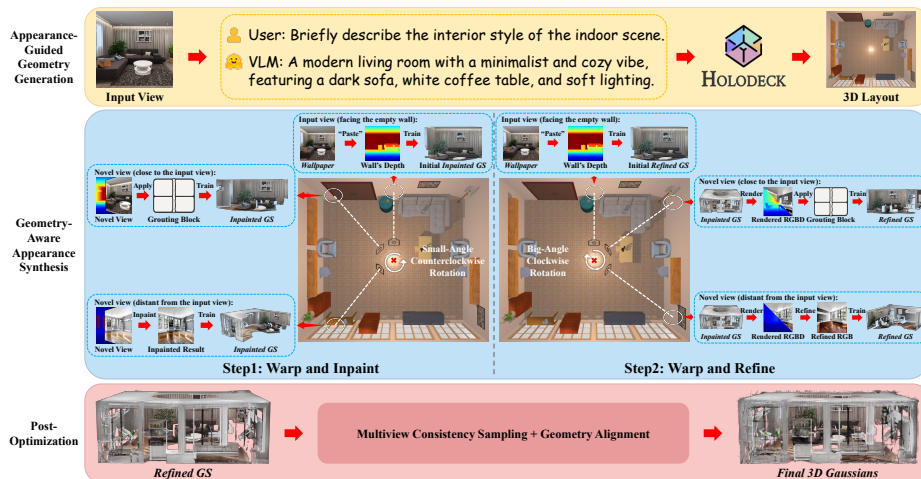 Appearance-
Guided
Geometry
Generation
Input View
User: Briefly describe the interior style of the indoor scene.
VLM: A modern living room with a minimalist and cozy vibe,
featuring a dark sofa, white coffee table, and soft lighting.
HOLODECK
3D Layout
Geometry-
Aware
Appearance
Synthesis
Input view (facing the empty wall):
"Paste"
Train
Wallpaper
Wall's Depth
Initial Inpainted GS
Novel view (close to the input view):
Apply
Train
Novel View
Grouting Block
Inpainted GS
Small-Angle
Counterclockwise
Rotation
Novel view (distant from the input view):
Inpaint
Train
Novel View
Inpainted Result
Inpainted GS
Step1: Warp and Inpaint
Input view (facing the empty wall):
"Paste"
Train
Wallpaper
Wall's Depth
Initial Refined GS
Novel view (close to the input view):
Render
Apply
Train
Inpainted GS
Rendered RGBD
Grouting Block
Refined GS
Big-Angle
Clockwise
Rotation
Novel view (distant from the input view):
Render
Refine
Train
Inpainted GS
Rendered RGBD
Refined RGB
Refined GS
Step2: Warp and Refine
Post-
Optimization
Refined GS
Multiview Consistency Sampling + Geometry Alignment
Final 3D Gaussians